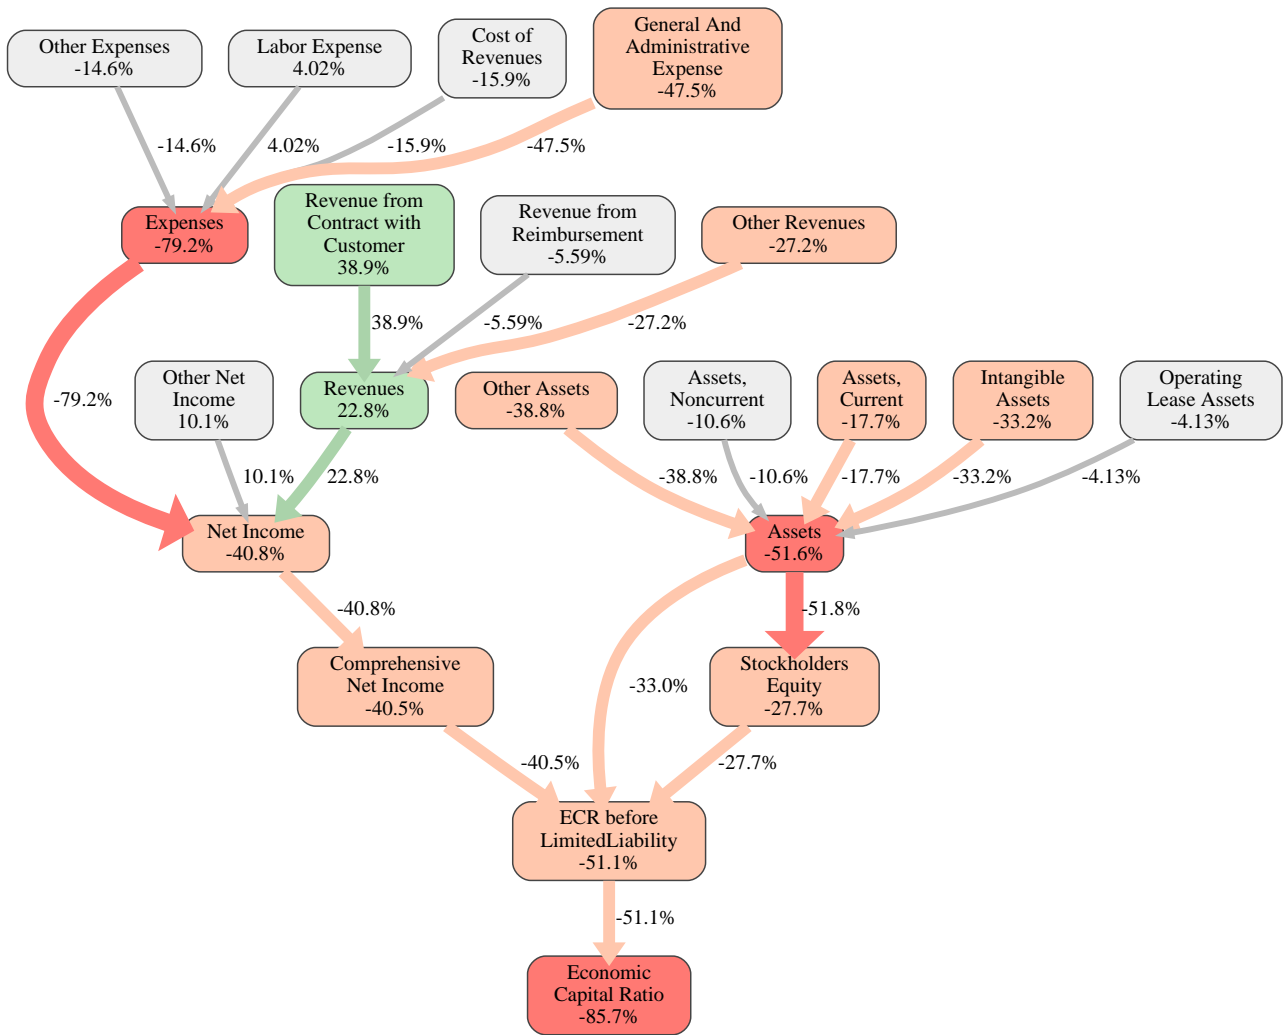 Other Expenses
-14.6%
Labor Expense
4.02%
Cost of
Revenues
-15.9%
General And
Administrative
Expense
-47.5%
-14.6%
4.02%
-15.9%
-47.5%
Expenses
-79.2%
Revenue from
Contract with
Customer
38.9%
Revenue from
Reimbursement
-5.59%
Other Revenues
-27.2%
38.9%
-5.59%
-27.2%
-79.2%
Other Net
Income
10.1%
Revenues
22.8%
Other Assets
-38.8%
Assets,
Noncurrent
-10.6%
Assets,
Current
-17.7%
Intangible
Assets
-33.2%
Operating
Lease Assets
-4.13%
10.1%
22.8%
-38.8%
-10.6%
-17.7%
-33.2%
-4.13%
Net Income
-40.8%
Assets
-51.6%
-40.8%
-51.8%
Comprehensive
Net Income
-40.5%
-33.0%
Stockholders
Equity
-27.7%
-40.5%
-27.7%
ECR before
LimitedLiability
-51.1%
-51.1%
Economic
Capital Ratio
-85.7%